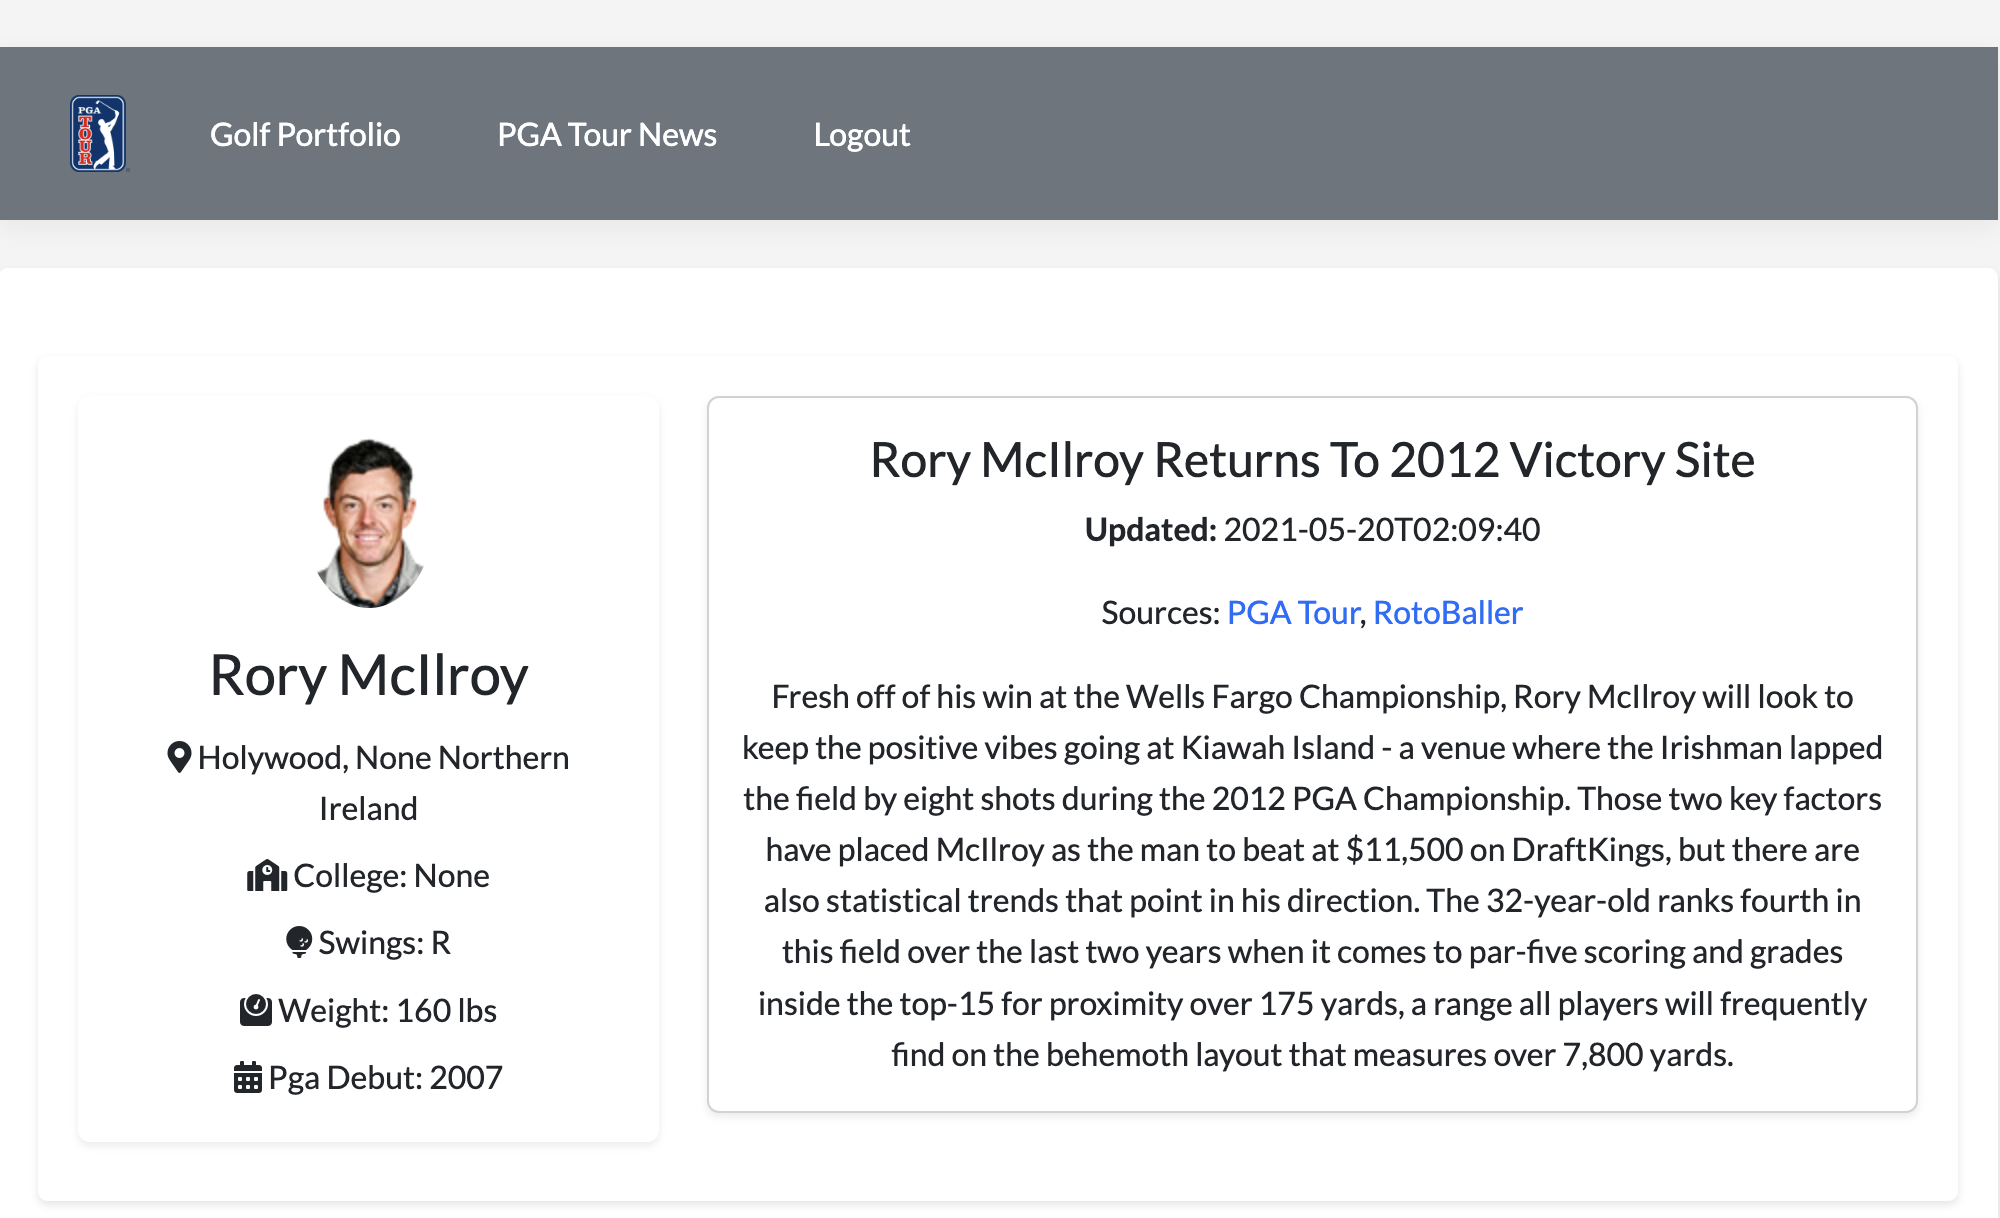 PGA
TOUR
Golf Portfolio
PGA Tour News
Logout
Rory McIlroy
Holywood, None Northern
Ireland
College: None
Swings: R
Weight: 160 lbs
Pga Debut: 2007
Rory McIlroy Returns To 2012 Victory Site
Updated: 2021-05-20T02:09:40
Sources: PGA Tour, RotoBaller
Fresh off of his win at the Wells Fargo Championship, Rory McIlroy will look to
keep the positive vibes going at Kiawah Island - a venue where the Irishman lapped
the field by eight shots during the 2012 PGA Championship. Those two key factors
have placed McIlroy as the man to beat at $11,500 on DraftKings, but there are
also statistical trends that point in his direction. The 32-year-old ranks fourth in
this field over the last two years when it comes to par-five scoring and grades
inside the top-15 for proximity over 175 yards, a range all players will frequently
find on the behemoth layout that measures over 7,800 yards.